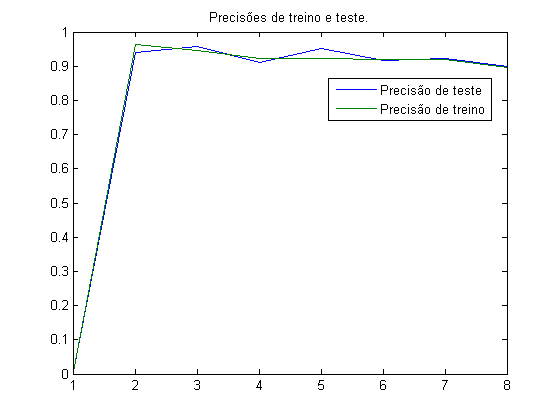 Precisões de treino e teste.
1
0.9
0.8
0.7
0.6
0.5
0.4
0.3
0.2
0.1
0
Precisão de teste
Precisão de treino
1 2 3 4 5 6 7 8